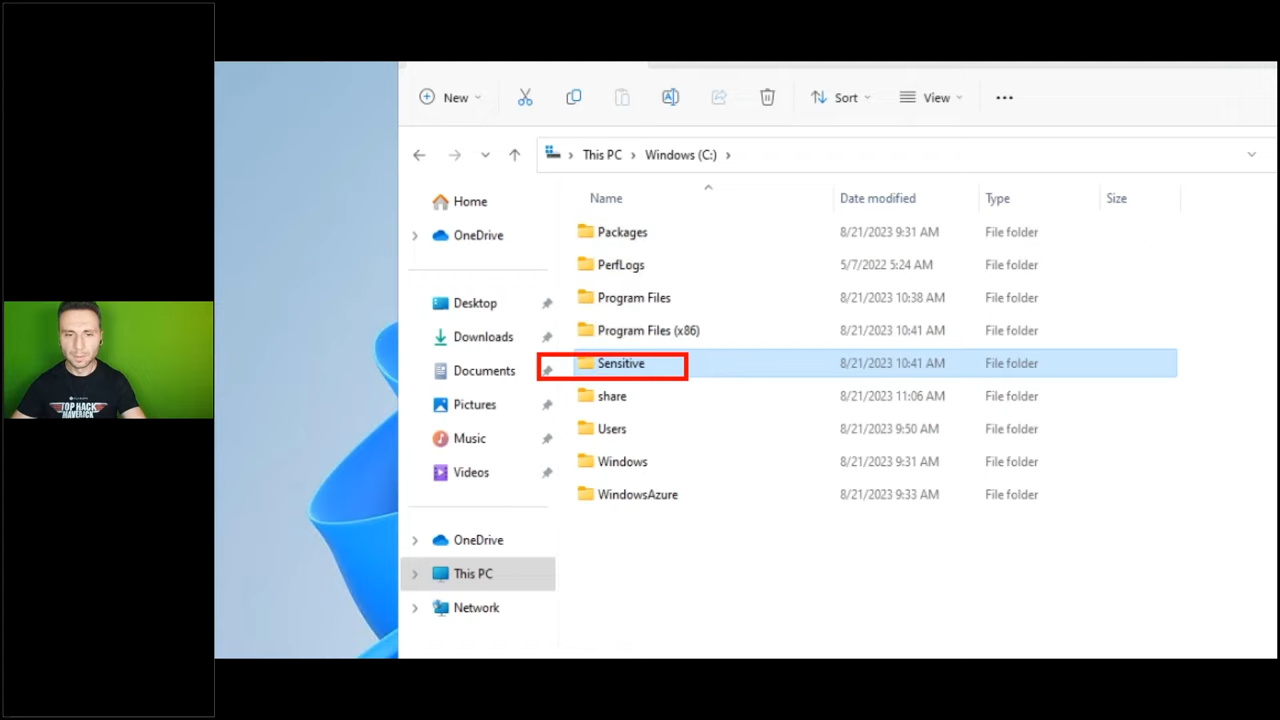 New
Sort
View
This PC
Windows (C:)
Home
OneDrive
Desktop
Downloads
Documents
Pictures
Music
Videos
OneDrive
This PC
Network
Name Date modified Type Size
Packages 8/21/2023 9:31 AM File folder
PerfLogs 5/7/2022 5:24 AM File folder
Program Files 8/21/2023 10:38 AM File folder
Program Files (x86) 8/21/2023 10:41 AM File folder
Sensitive 8/21/2023 10:41 AM File folder
share 8/21/2023 11:06 AM File folder
Users 8/21/2023 9:50 AM File folder
Windows 8/21/2023 9:31 AM File folder
WindowsAzure 8/21/2023 9:33 AM File folder
TOP HACK
MAVERICK